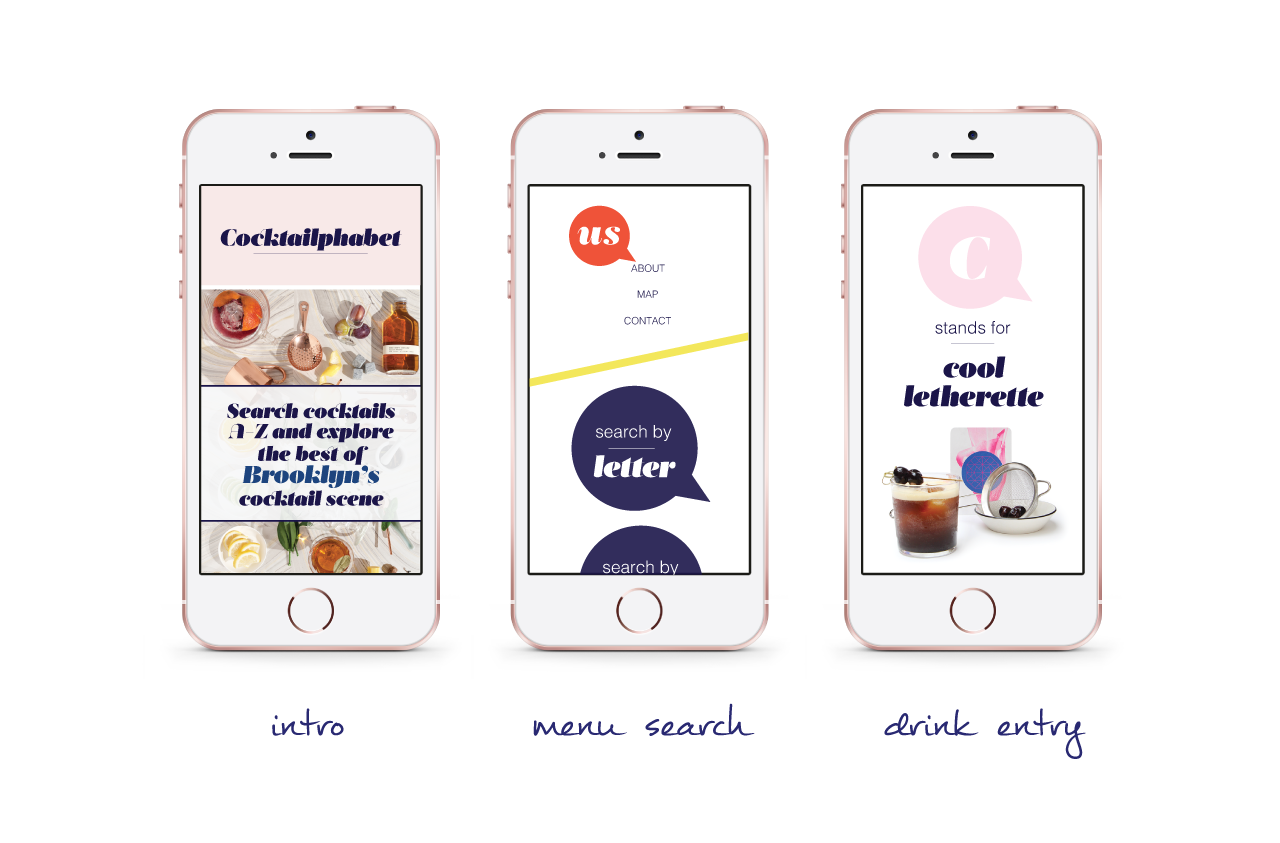 Cocktailphabet
Search cocktails
A-Z and explore
the best of
Brooklyn's
cocktail scene
us
ABOUT
MAP
CONTACT
search by
letter
search by
C
stands for
cool
letherette
intro
menu search
drink entry